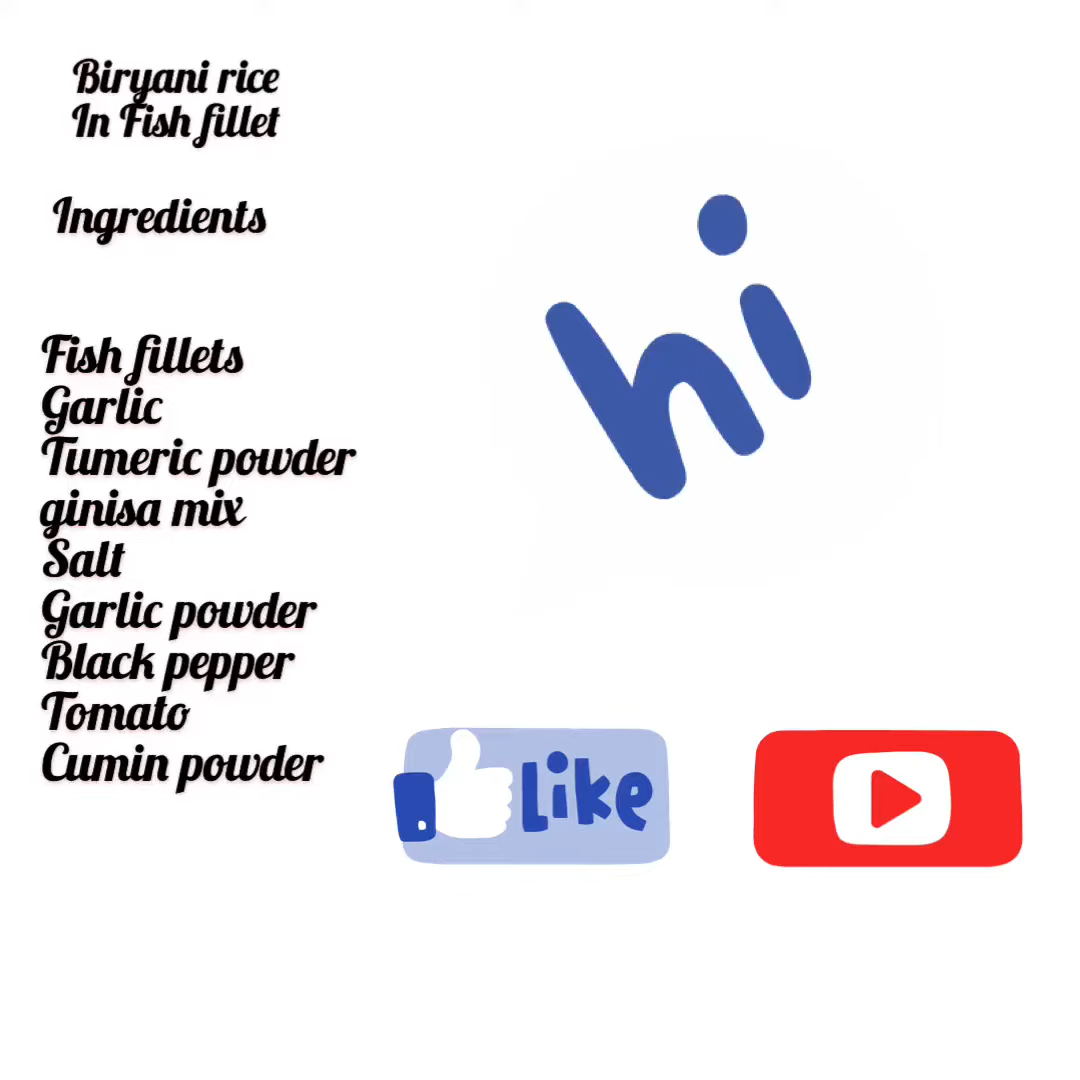 Biryani rice
In Fish fillet
Ingredients
Fish fillets
Garlic
Tumeric powder
ginisa mix
Salt
Garlic powder
Black pepper
Tomato
Cumin powder
hi
like